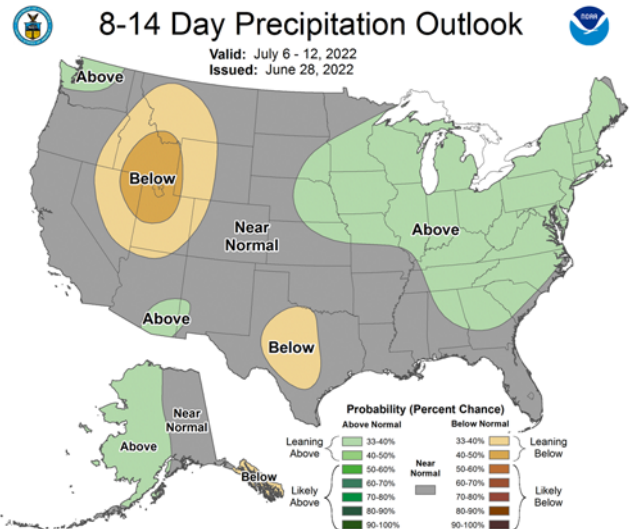 8-14 Day Precipitation Outlook
Valid: July 6 - 12, 2022
Issued: June 28, 2022
NOAA
Above
Below
Near
Normal
Above
Above
Below
Near
Normal
Above
Below
Probability (Percent Chance)
Above Normal
Below Normal
Leaning
Above
33-40%
40-50%
Likely
Above
50-60%
60-70%
70-80%
80-90%
90-100%
Near
Normal
33-40%
40-50%
Leaning
Below
50-60%
60-70%
70-80%
80-90%
90-100%
Likely
Below